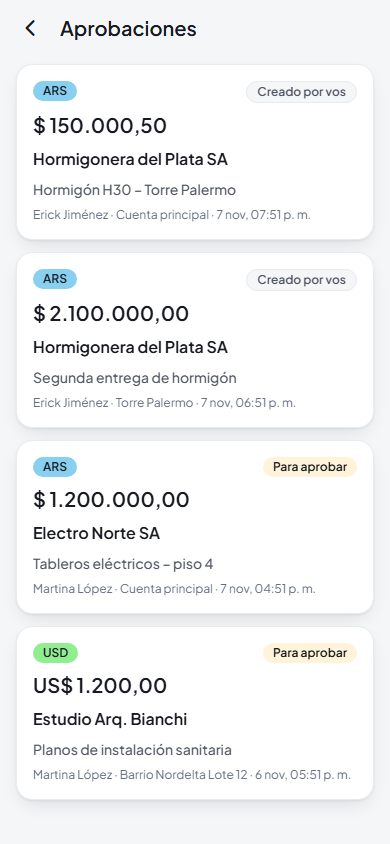 Aprobaciones
ARS
Creado por vos
$ 150.000,50
Hormigonera del Plata SA
Hormigón H30 – Torre Palermo
Erick Jiménez · Cuenta principal · 7 nov, 07:51 p. m.
ARS
Creado por vos
$ 2.100.000,00
Hormigonera del Plata SA
Segunda entrega de hormigón
Erick Jiménez · Torre Palermo · 7 nov, 06:51 p. m.
ARS
Para aprobar
$ 1.200.000,00
Electro Norte SA
Tableros eléctricos – piso 4
Martina López · Cuenta principal · 7 nov, 04:51 p. m.
USD
Para aprobar
US$ 1.200,00
Estudio Arq. Bianchi
Planos de instalación sanitaria
Martina López · Barrio Nordelta Lote 12 · 6 nov, 05:51 p. m.